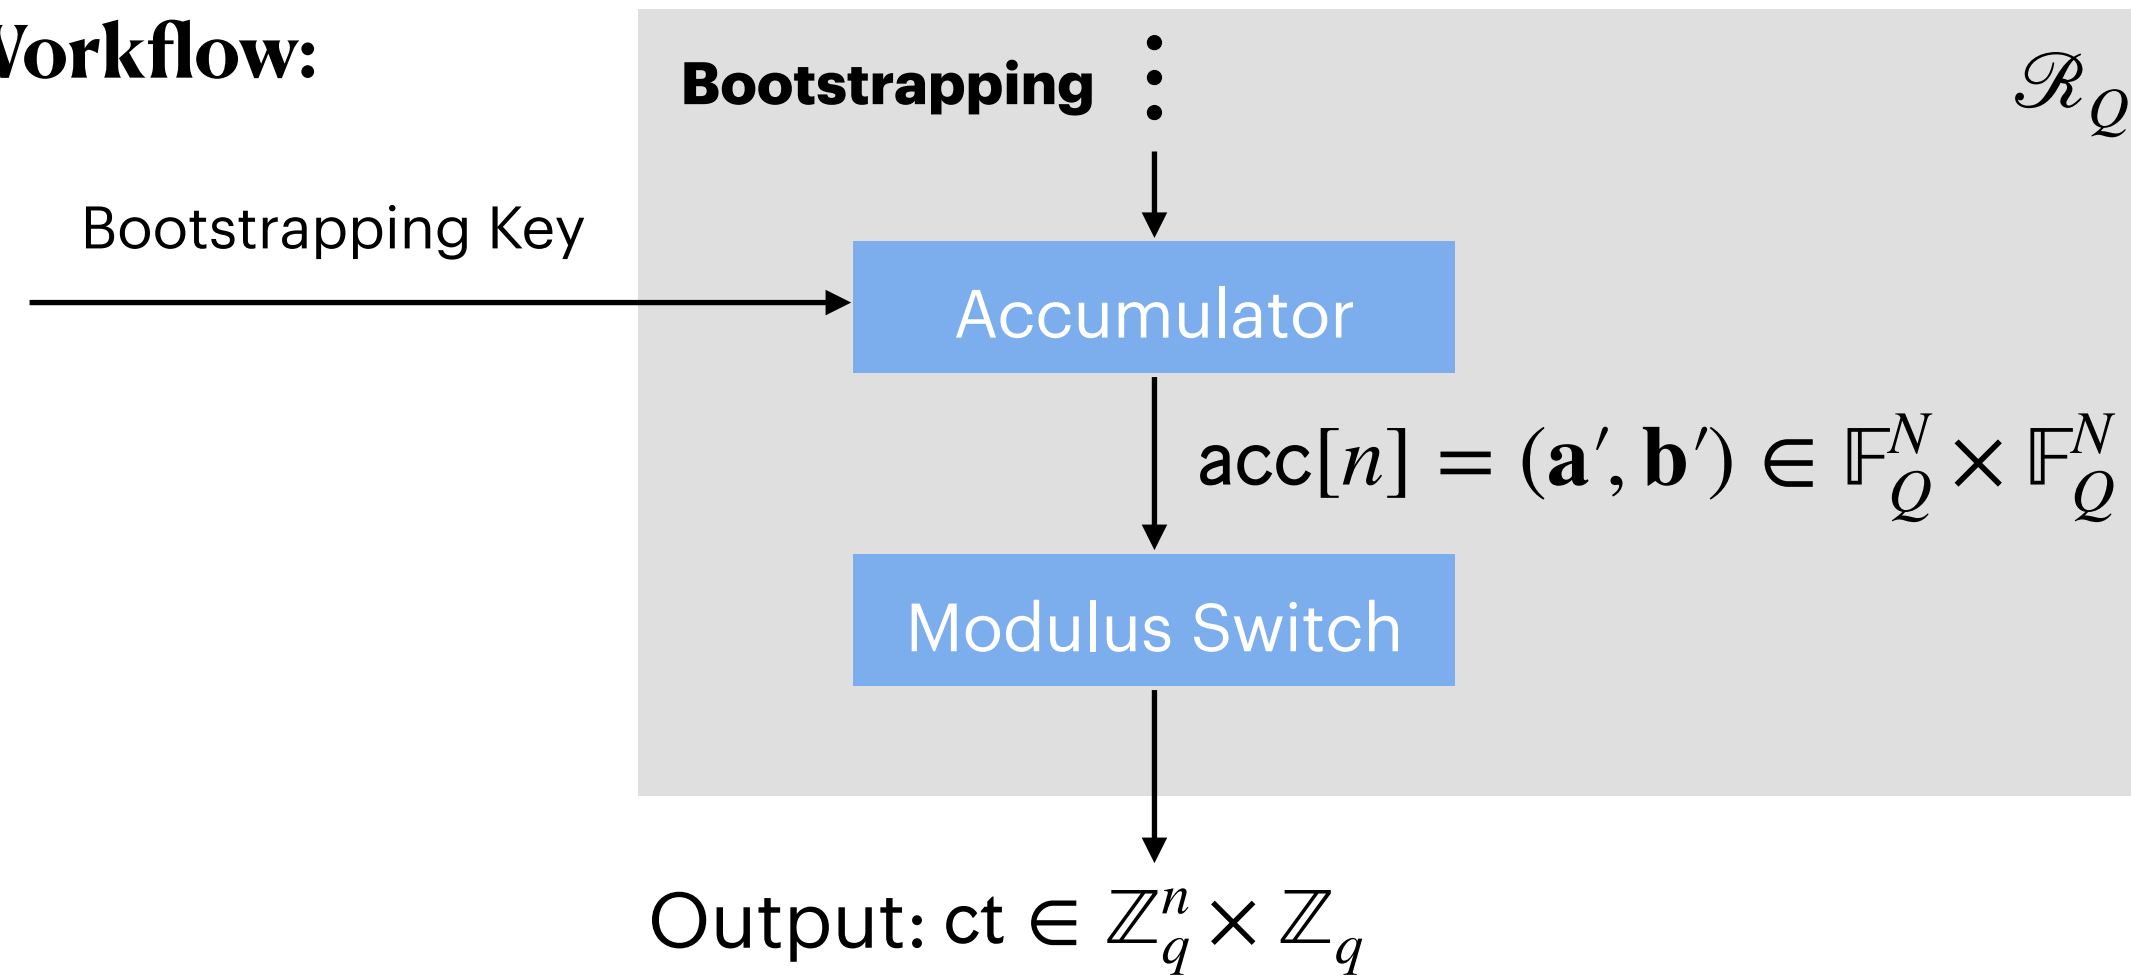 Workflow:
Bootstrapping
ℛ_Q
Bootstrapping Key
Accumulator
acc[n] = (a′, b′) ∈ 𝔽_Q^N × 𝔽_Q^N
Modulus Switch
Output: ct ∈ ℤ_q^n × ℤ_q